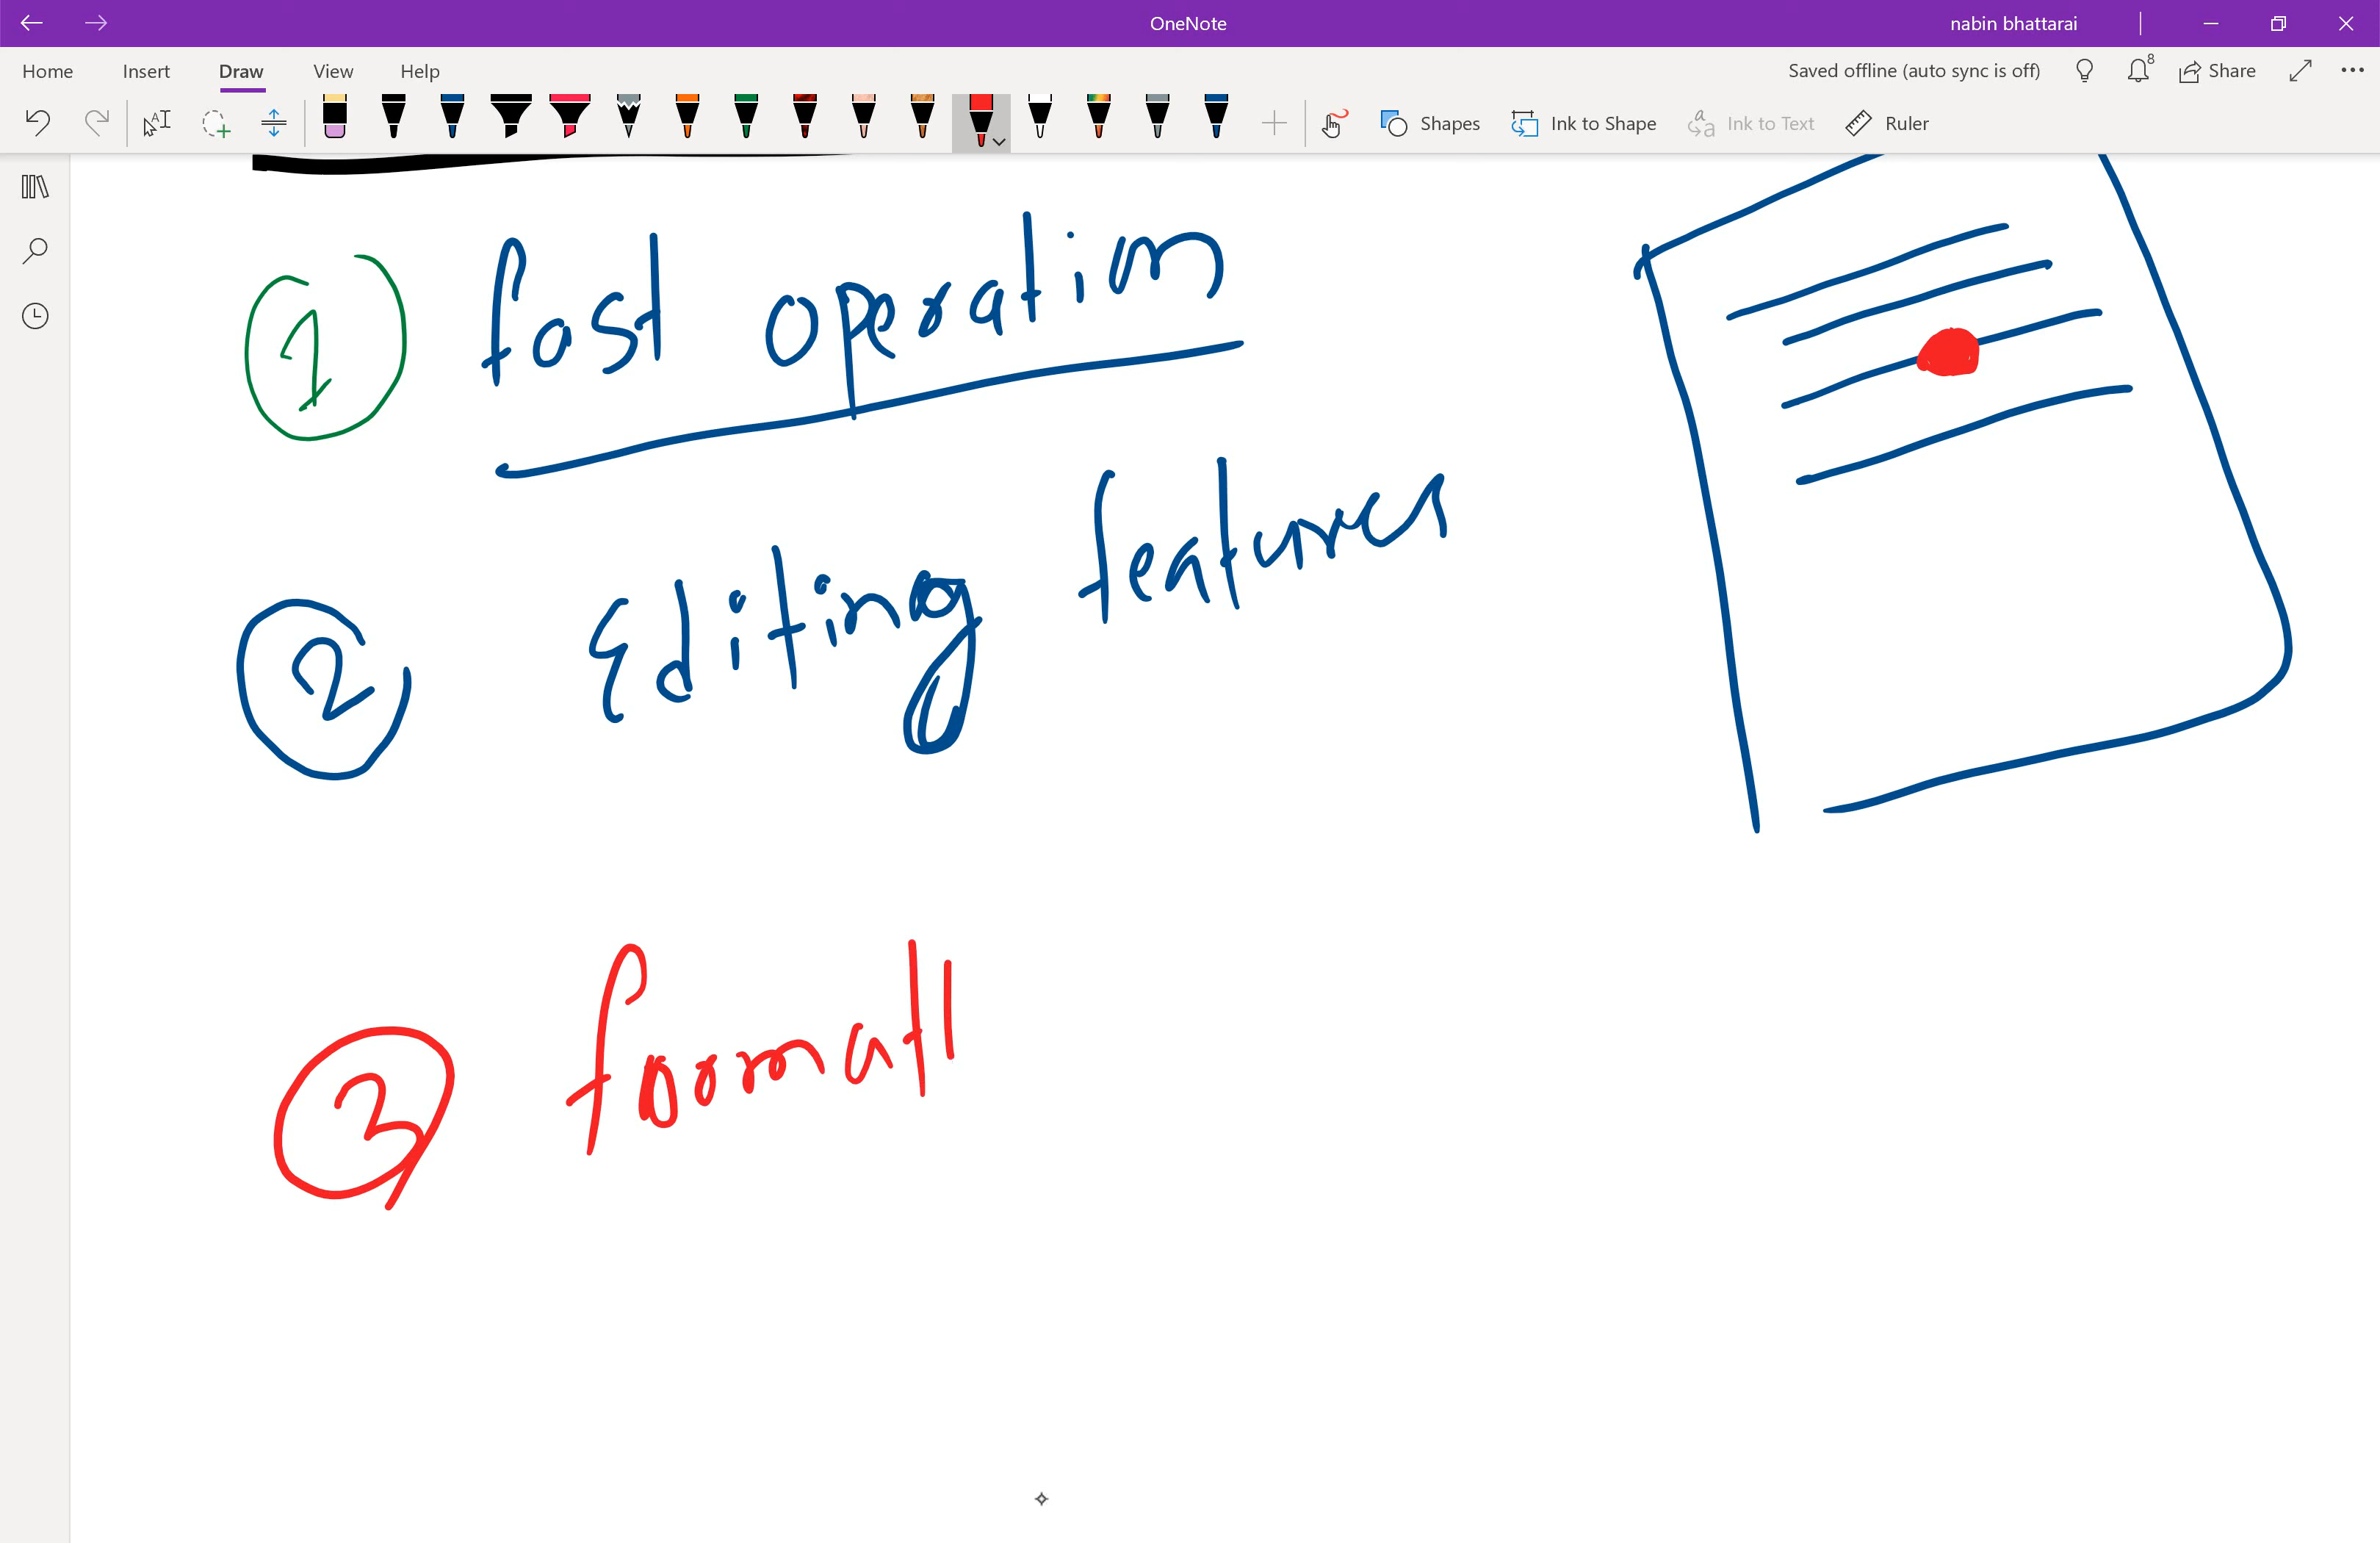 OneNote
nabin bhattarai
Home Insert Draw View Help
Saved offline (auto sync is off)
8
Share
Shapes
Ink to Shape
Ink to Text
Ruler
1 fast operation
2 Editing features
3